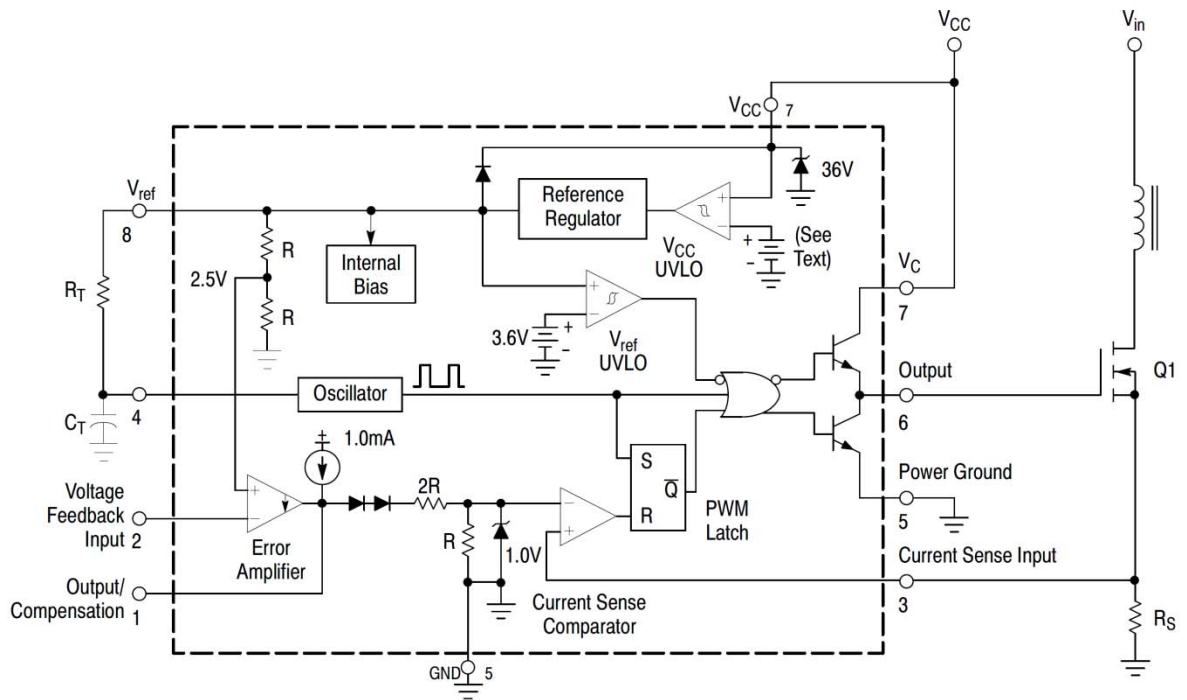 VCC
Vin
VCC
7
36V
Vref
8
Reference
Regulator
+
−
VCC
UVLO
+
-
(See
Text)
R
2.5V
Internal
Bias
RT
R
+
−
3.6V
+
-
Vref
UVLO
VC
7
Output
6
Q1
4
Oscillator
CT
1.0mA
+
−
S
Q
R
PWM
Latch
2R
R
1.0V
−
+
Power Ground
5
Voltage
Feedback
Input
2
Error
Amplifier
Current Sense Input
3
Output/
Compensation
1
Current Sense
Comparator
RS
GND
5